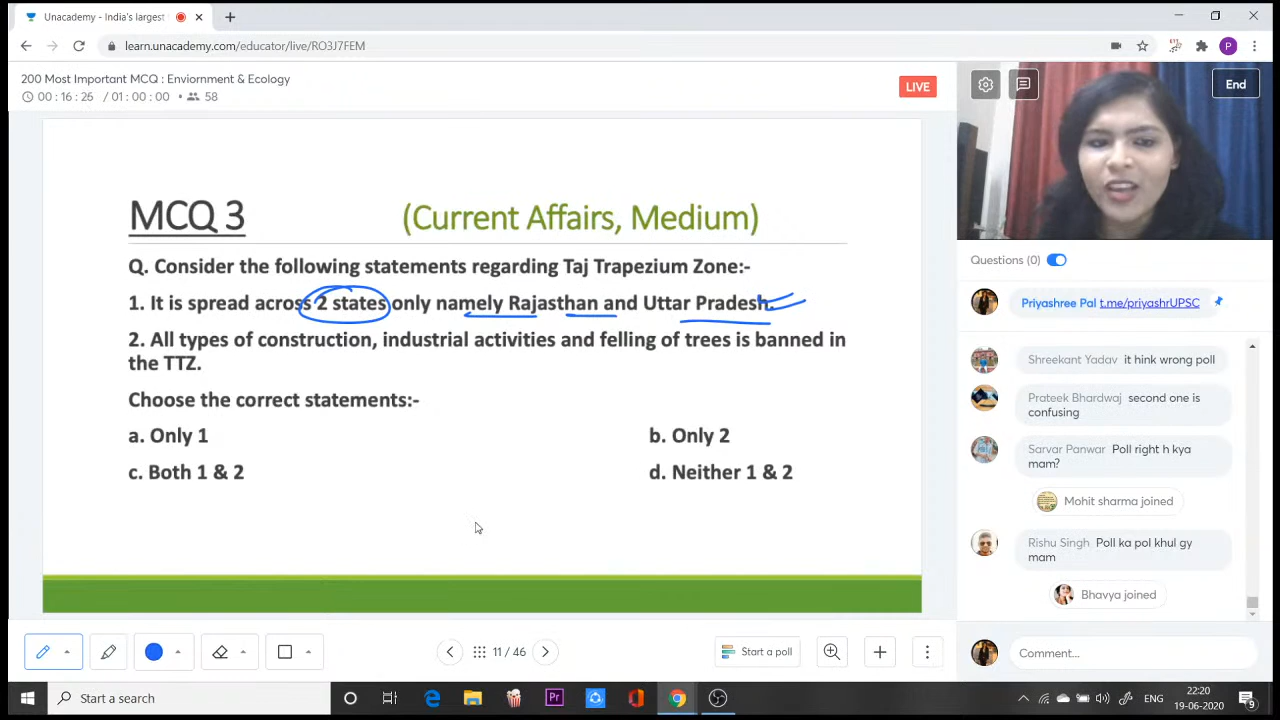 Unacademy - India's largest
learn.unacademy.com/educator/live/RO3J7FEM
P
200 Most Important MCQ : Enviornment & Ecology
00 : 16 : 26 / 01 : 00 : 00 • 58
LIVE
End
MCQ 3 (Current Affairs, Medium)
Q. Consider the following statements regarding Taj Trapezium Zone:-
1. It is spread across 2 states only namely Rajasthan and Uttar Pradesh.
2. All types of construction, industrial activities and felling of trees is banned in
the TTZ.
Choose the correct statements:-
a. Only 1 b. Only 2
c. Both 1 & 2 d. Neither 1 & 2
Questions (0)
Priyashree Pal t.me/priyashrUPSC
Shreekant Yadav it hink wrong poll
Prateek Bhardwaj second one is
confusing
Sarvar Panwar Poll right h kya
mam?
Mohit sharma joined
Rishu Singh Poll ka pol khul gy
mam
Bhavya joined
11 / 46
Start a poll
Comment...
Start a search
Pr
ENG
22:20
19-06-2020
9